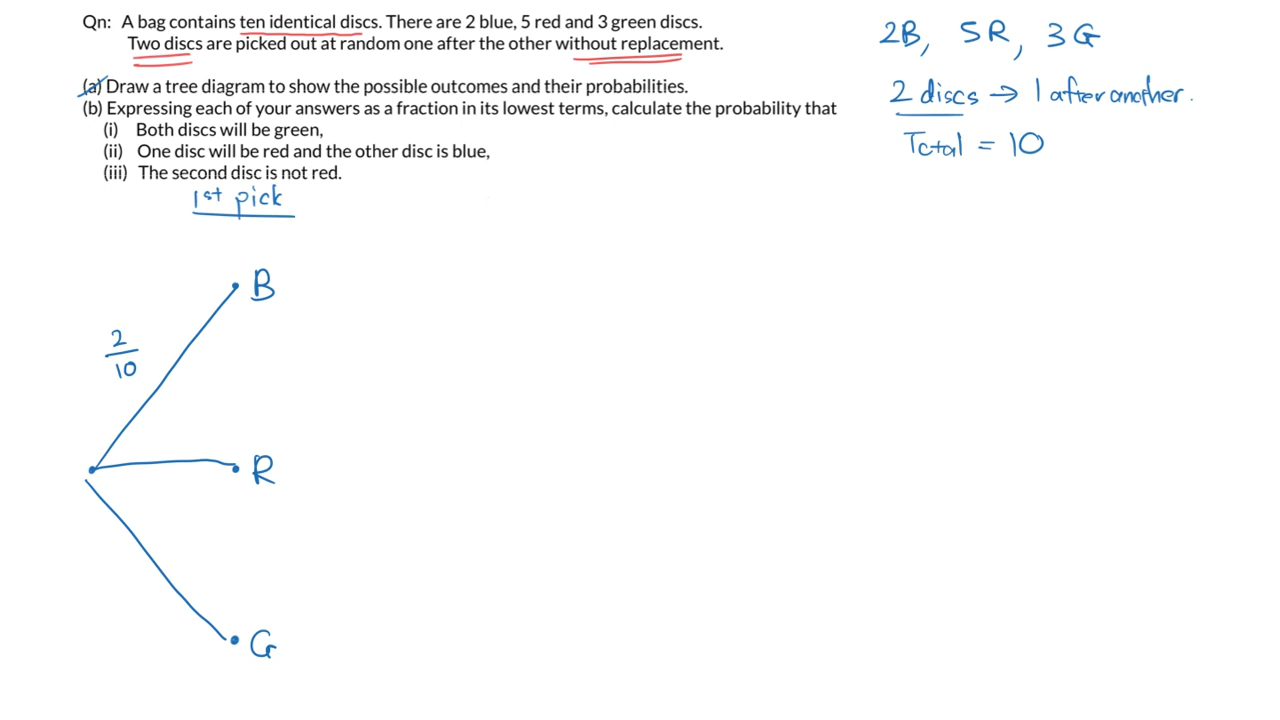 Qn: A bag contains ten identical discs. There are 2 blue, 5 red and 3 green discs.
Two discs are picked out at random one after the other without replacement.
(a) Draw a tree diagram to show the possible outcomes and their probabilities.
(b) Expressing each of your answers as a fraction in its lowest terms, calculate the probability that
(i) Both discs will be green,
(ii) One disc will be red and the other disc is blue,
(iii) The second disc is not red.
2B, 5R, 3G
2 discs → 1 after another.
Total = 10
1st pick
B
2
10
R
G